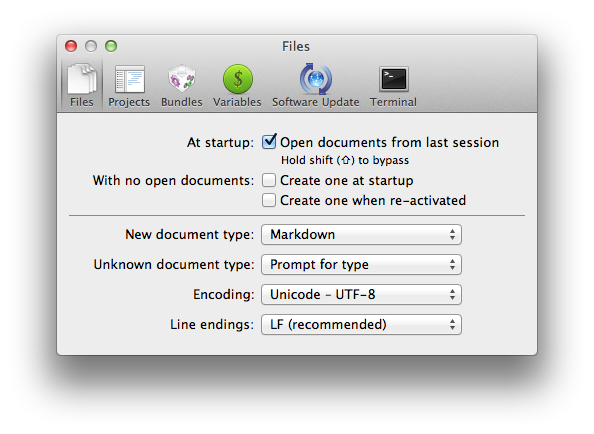 Files
Files Projects Bundles Variables Software Update Terminal
At startup: Open documents from last session
Hold shift (⇧) to bypass
With no open documents: Create one at startup
Create one when re-activated
New document type: Markdown
Unknown document type: Prompt for type
Encoding: Unicode – UTF-8
Line endings: LF (recommended)